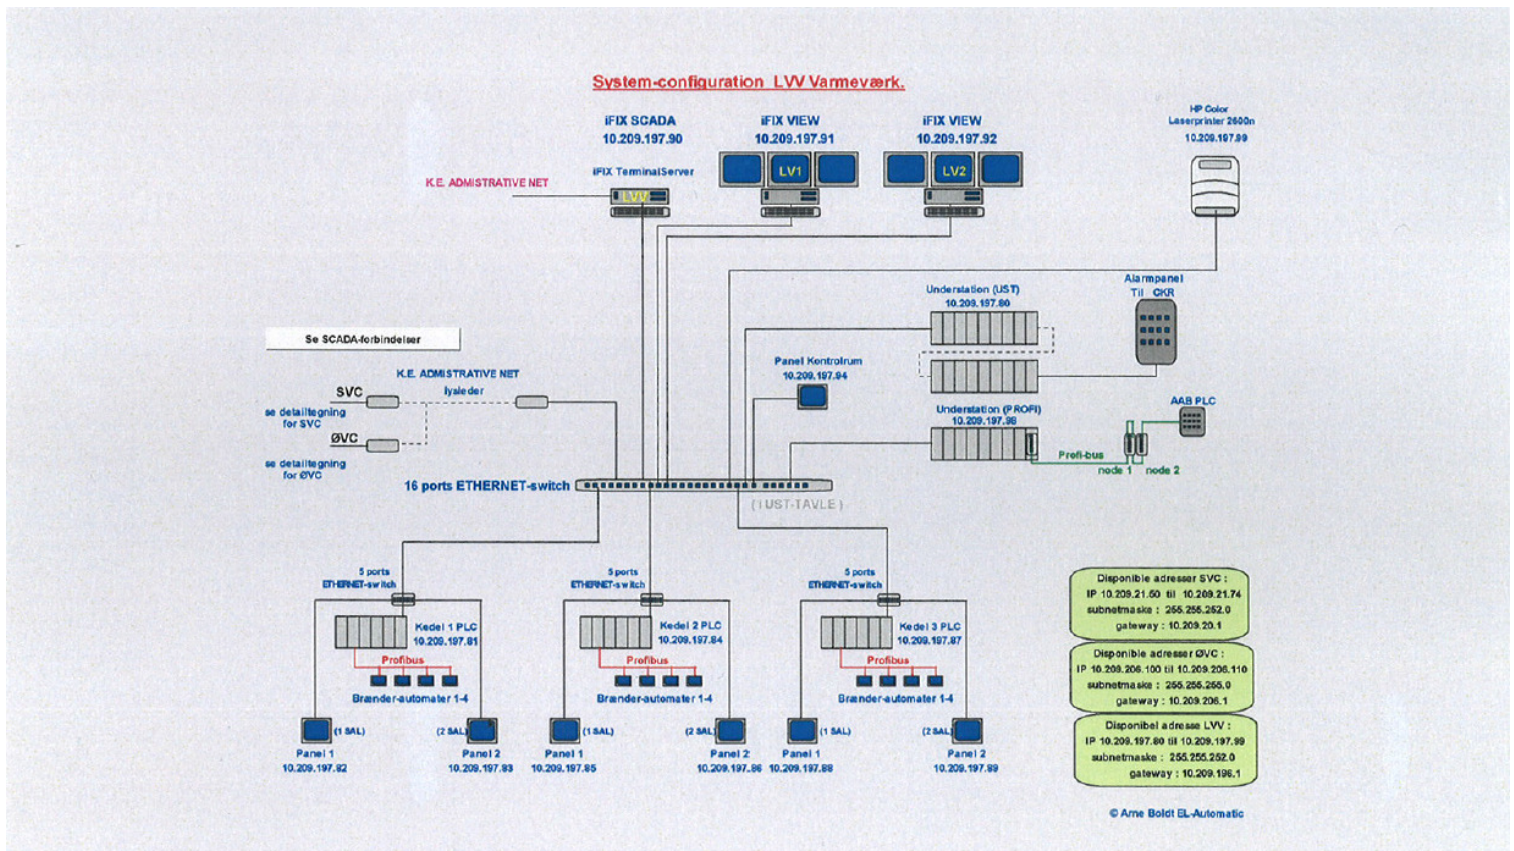 System-configuration LVV Varmeværk.
iFIX SCADA
10.209.197.90
iFIX TerminalServer
LVV
K.E. ADMISTRATIVE NET
iFIX VIEW
10.209.197.91
LV1
iFIX VIEW
10.209.197.92
LV2
HP Color
Laserprinter 2600n
10.209.197.99
Understation (UST)
10.209.197.80
Alarmpanel
Til CKR
Se SCADA-forbindelser
K.E. ADMISTRATIVE NET
lysleder
SVC
se detailtegning
for SVC
ØVC
se detailtegning
for ØVC
Panel Kontrolrum
10.209.197.94
Understation (PROFI)
10.209.197.98
AAB PLC
Profi-bus
node 1
node 2
16 ports ETHERNET-switch
( I UST-TAVLE )
5 ports
ETHERNET-switch
Kedel 1 PLC
10.209.197.81
Profibus
Brænder-automater 1-4
(1 SAL)
Panel 1
10.209.197.82
(2 SAL)
Panel 2
10.209.197.83
5 ports
ETHERNET-switch
Kedel 2 PLC
10.209.197.84
Profibus
Brænder-automater 1-4
(1 SAL)
Panel 1
10.209.197.85
(2 SAL)
Panel 2
10.209.197.86
5 ports
ETHERNET-switch
Kedel 3 PLC
10.209.197.87
Profibus
Brænder-automater 1-4
(1 SAL)
Panel 1
10.209.197.88
(2 SAL)
Panel 2
10.209.197.89
Disponible adresser SVC :
IP 10.209.21.50 til 10.209.21.74
subnetmaske : 255.255.252.0
gateway : 10.209.20.1
Disponible adresser ØVC :
IP 10.209.206.100 til 10.209.206.110
subnetmaske : 255.255.255.0
gateway : 10.209.206.1
Disponibel adresse LVV :
IP 10.209.197.80 til 10.209.197.99
subnetmaske : 255.255.252.0
gateway : 10.209.196.1
© Arne Boldt EL-Automatic